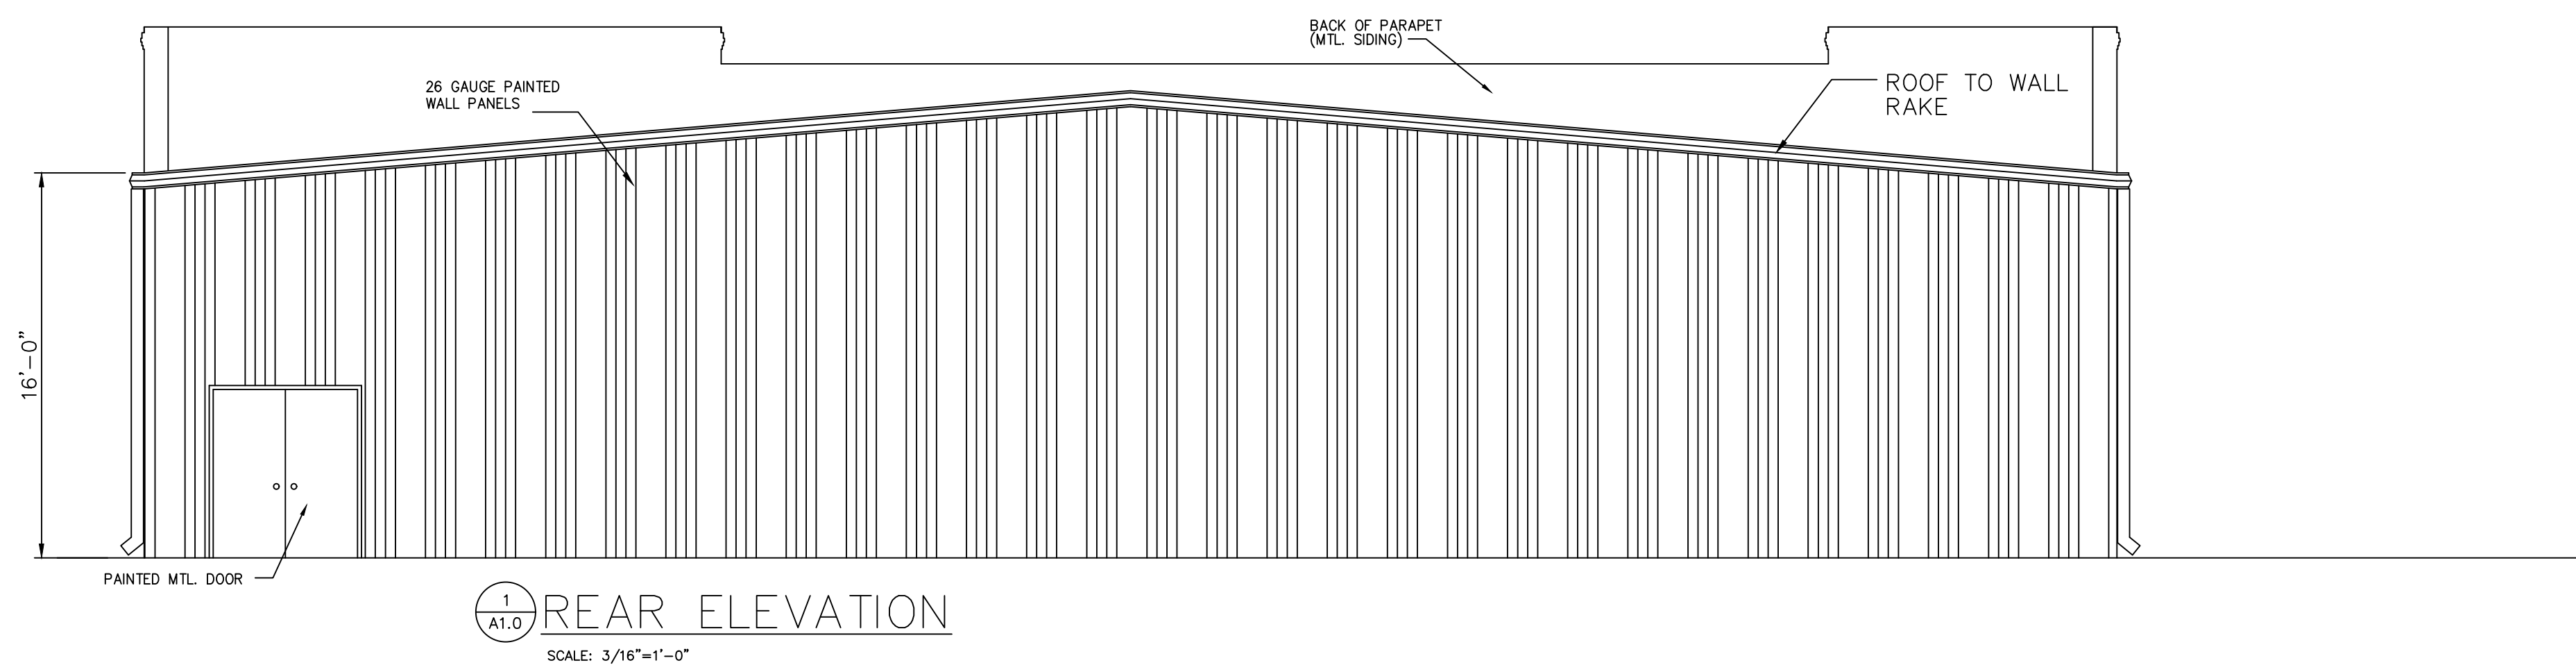 BACK OF PARAPET
(MTL. SIDING)
26 GAUGE PAINTED
WALL PANELS
ROOF TO WALL
RAKE
16'-0"
PAINTED MTL. DOOR
1
A1.0
REAR ELEVATION
SCALE: 3/16"=1'-0"